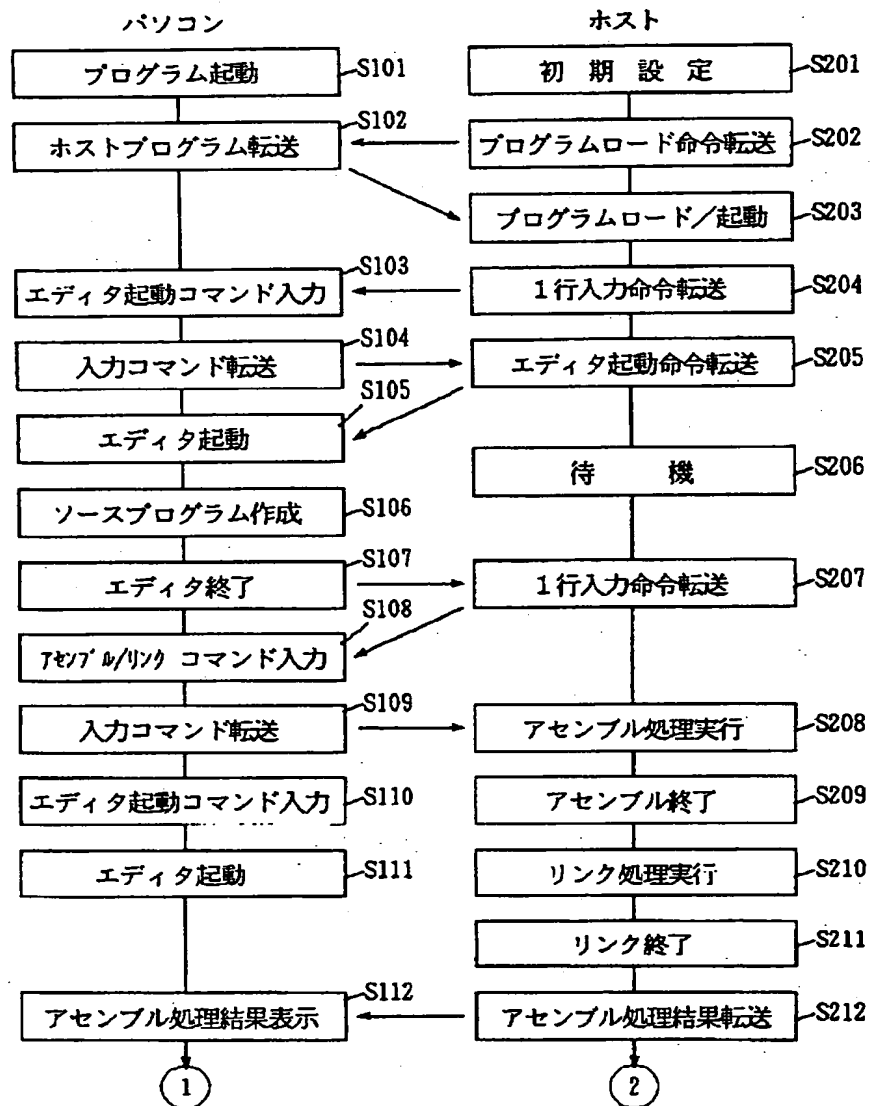 パソコン ホスト
プログラム起動 S101 初期設定 S201
ホストプログラム転送 S102 プログラムロード命令転送 S202
プログラムロード/起動 S203
エディタ起動コマンド入力 S103 1行入力命令転送 S204
入力コマンド転送 S104 エディタ起動命令転送 S205
エディタ起動 S105
待機 S206
ソースプログラム作成 S106
エディタ終了 S107 1行入力命令転送 S207
アセンブル/リンク コマンド入力 S108
入力コマンド転送 S109 アセンブル処理実行 S208
エディタ起動コマンド入力 S110 アセンブル終了 S209
エディタ起動 S111 リンク処理実行 S210
リンク終了 S211
アセンブル処理結果表示 S112 アセンブル処理結果転送 S212
1 2